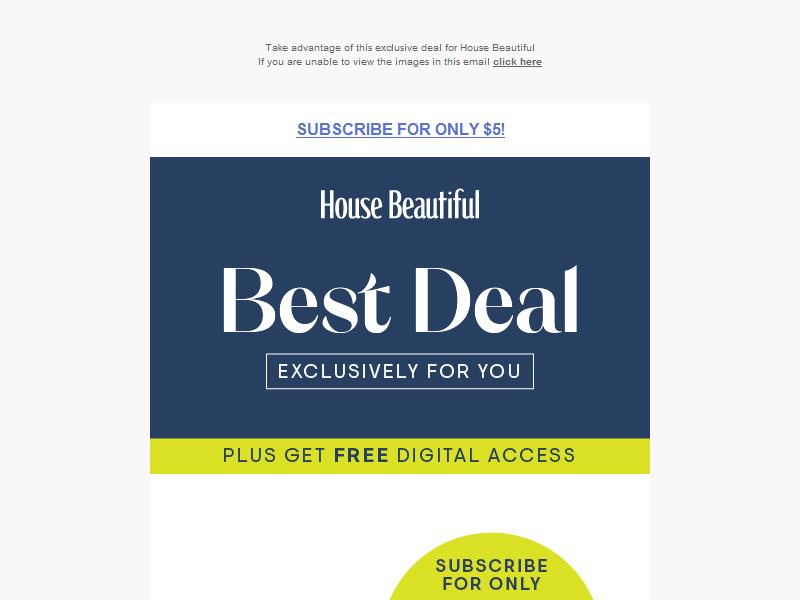 Take advantage of this exclusive deal for House Beautiful
If you are unable to view the images in this email click here
SUBSCRIBE FOR ONLY $5!
House Beautiful
Best Deal
EXCLUSIVELY FOR YOU
PLUS GET FREE DIGITAL ACCESS
SUBSCRIBE
FOR ONLY